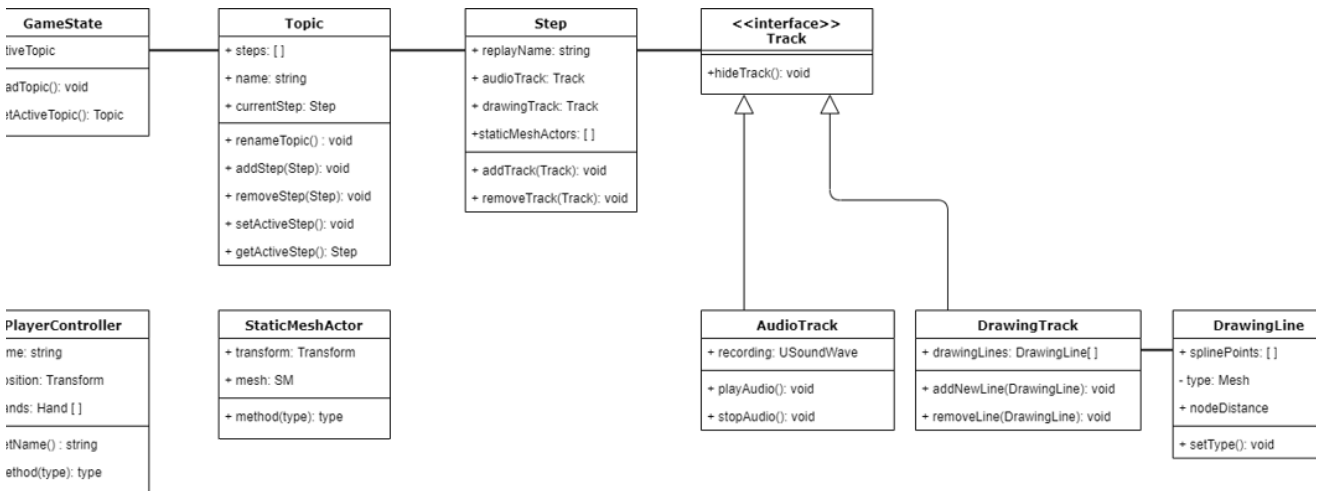 GameState
tiveTopic
adTopic(): void
etActiveTopic(): Topic
Topic
+ steps: [ ]
+ name: string
+ currentStep: Step
+ renameTopic() : void
+ addStep(Step): void
+ removeStep(Step): void
+ setActiveStep(): void
+ getActiveStep(): Step
Step
+ replayName: string
+ audioTrack: Track
+ drawingTrack: Track
+staticMeshActors: [ ]
+ addTrack(Track): void
+ removeTrack(Track): void
<<interface>>
Track
+hideTrack(): void
PlayerController
me: string
osition: Transform
ands: Hand [ ]
etName() : string
ethod(type): type
StaticMeshActor
+ transform: Transform
+ mesh: SM
+ method(type): type
AudioTrack
+ recording: USoundWave
+ playAudio(): void
+ stopAudio(): void
DrawingTrack
+ drawingLines: DrawingLine[ ]
+ addNewLine(DrawingLine): void
+ removeLine(DrawingLine): void
DrawingLine
+ splinePoints: [ ]
- type: Mesh
+ nodeDistance
+ setType(): void